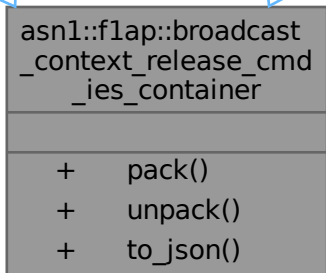 asn1::f1ap::broadcast
_context_release_cmd
_ies_container
+ pack()
+ unpack()
+ to_json()